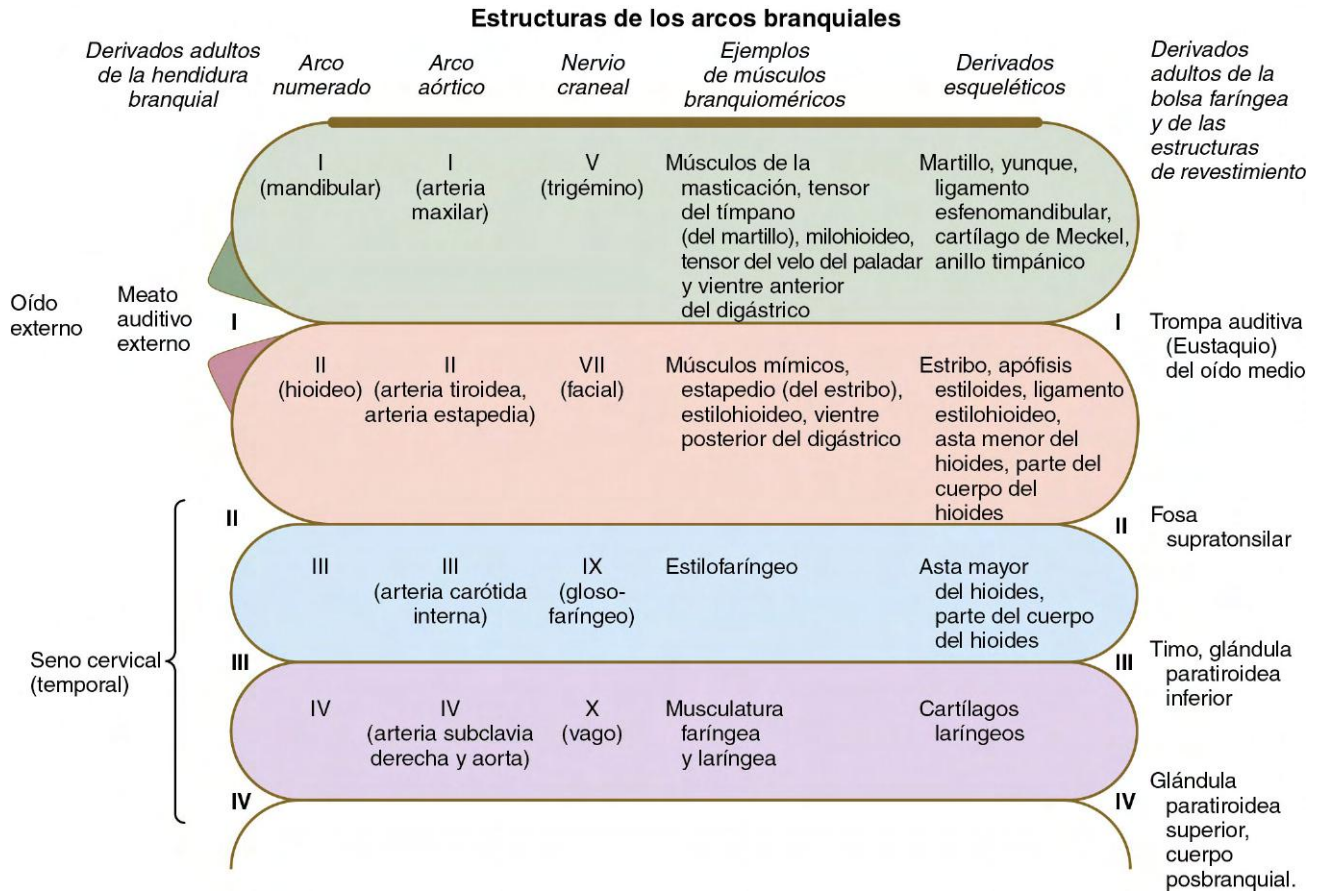 Estructuras de los arcos branquiales
Derivados adultos
de la hendidura
branquial
Arco
numerado
Arco
aórtico
Nervio
craneal
Ejemplos
de músculos
branquioméricos
Derivados
esqueléticos
Derivados
adultos de la
bolsa faríngea
y de las
estructuras
de revestimiento
I
(mandibular)
I
(arteria
maxilar)
V
(trigémino)
Músculos de la
masticación, tensor
del tímpano
(del martillo), milohioideo,
tensor del velo del paladar
y vientre anterior
del digástrico
Martillo, yunque,
ligamento
esfenomandibular,
cartílago de Meckel,
anillo timpánico
Oído
externo
Meato
auditivo
externo
I
I
Trompa auditiva
(Eustaquio)
del oído medio
II
(hioideo)
II
(arteria tiroidea,
arteria estapedia)
VII
(facial)
Músculos mímicos,
estapedio (del estribo),
estilohioideo, vientre
posterior del digástrico
Estribo, apófisis
estiloides, ligamento
estilohioideo,
asta menor del
hioides, parte del
cuerpo del
hioides
II
II
Fosa
supratonsilar
III
III
(arteria carótida
interna)
IX
(gloso-
faríngeo)
Estilofaríngeo
Asta mayor
del hioides,
parte del cuerpo
del hioides
Seno cervical
(temporal)
III
III
Timo, glándula
paratiroidea
inferior
IV
IV
(arteria subclavia
derecha y aorta)
X
(vago)
Musculatura
faríngea
y laríngea
Cartílagos
laríngeos
IV
IV
Glándula
paratiroidea
superior,
cuerpo
posbranquial.